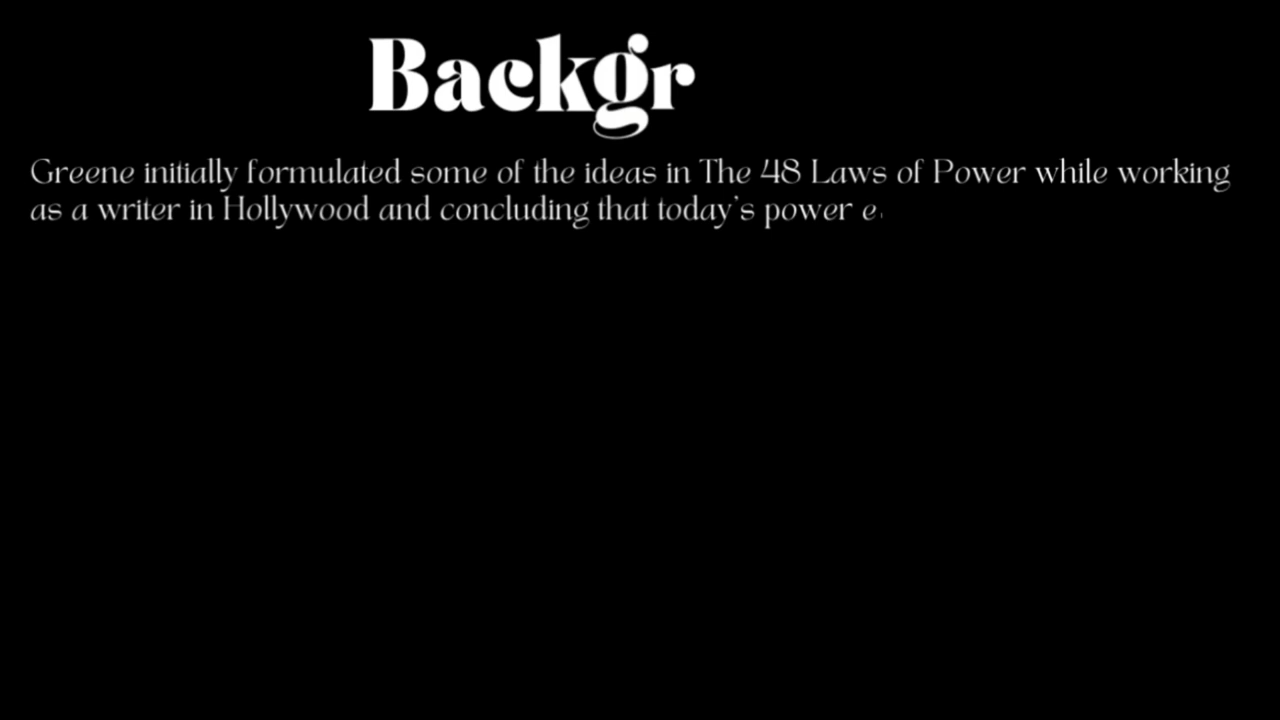 Backgr
Greene initially formulated some of the ideas in The 48 Laws of Power while working
as a writer in Hollywood and concluding that today's power e